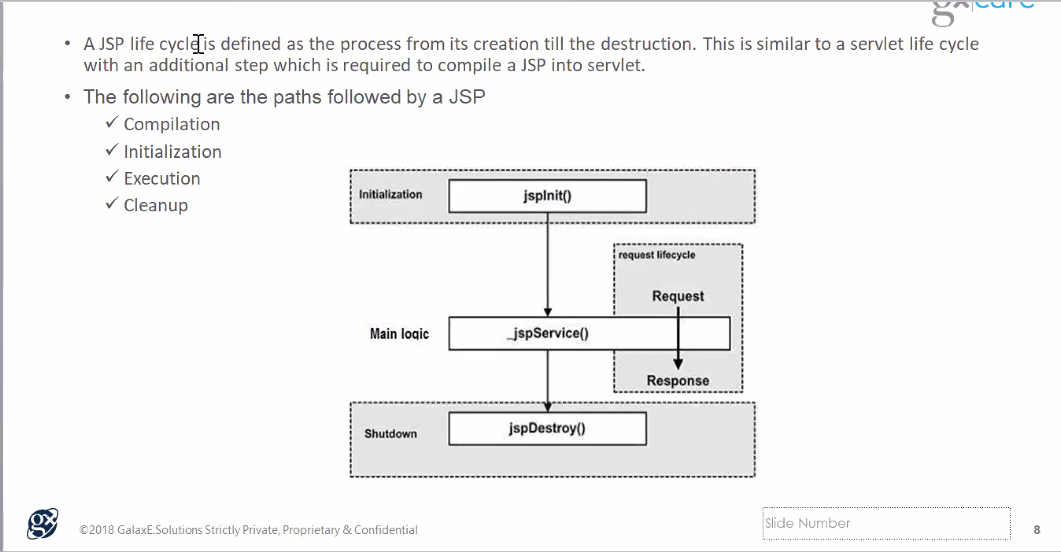 • A JSP life cycle is defined as the process from its creation till the destruction. This is similar to a servlet life cycle
with an additional step which is required to compile a JSP into servlet.
• The following are the paths followed by a JSP
✓ Compilation
✓ Initialization
✓ Execution
✓ Cleanup
Initialization
jspInit()
request lifecycle
Request
Main logic
_jspService()
Response
Shutdown
jspDestroy()
gx
©2018 GalaxE.Solutions Strictly Private, Proprietary & Confidential
Slide Number
8